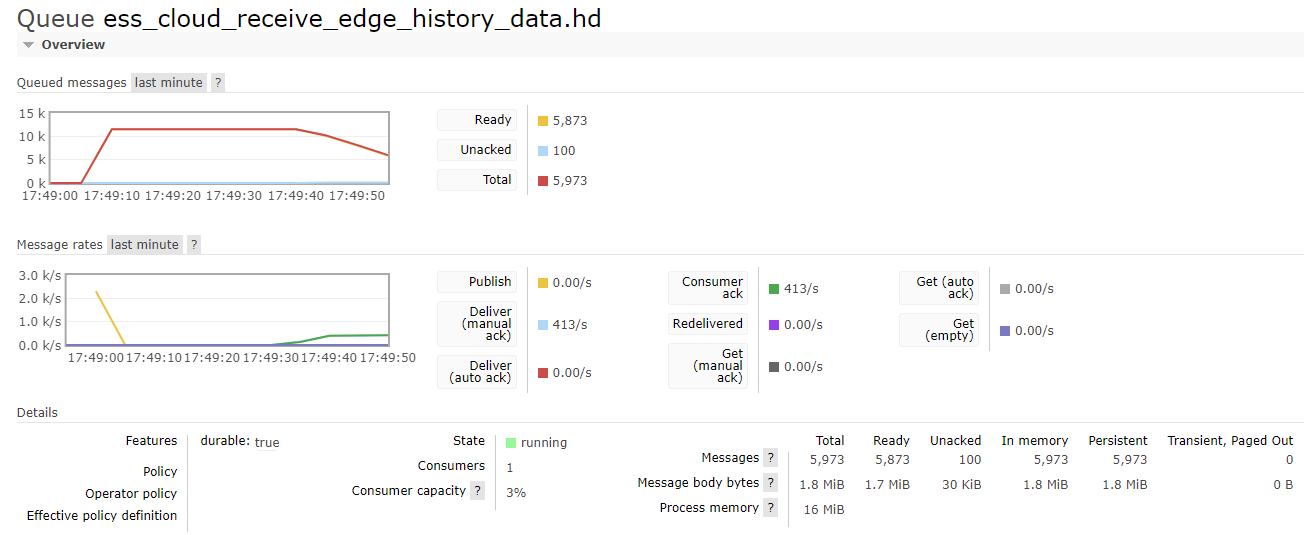 Queue ess_cloud_receive_edge_history_data.hd
Overview
Queued messages last minute ?
15 k
10 k
5 k
0 k
17:49:00 17:49:10 17:49:20 17:49:30 17:49:40 17:49:50
Ready 5,873
Unacked 100
Total 5,973
Message rates last minute ?
3.0 k/s
2.0 k/s
1.0 k/s
0.0 k/s
17:49:00 17:49:10 17:49:20 17:49:30 17:49:40 17:49:50
Publish 0.00/s
Deliver
(manual 413/s
ack)
Deliver
(auto ack) 0.00/s
Consumer
ack 413/s
Redelivered 0.00/s
Get
(manual 0.00/s
ack)
Get (auto
ack) 0.00/s
Get
(empty) 0.00/s
Details
Features durable: true
Policy
Operator policy
Effective policy definition
State running
Consumers 1
Consumer capacity ? 3%
Total Ready Unacked In memory Persistent Transient, Paged Out
Messages ? 5,973 5,873 100 5,973 5,973 0
Message body bytes ? 1.8 MiB 1.7 MiB 30 KiB 1.8 MiB 1.8 MiB 0 B
Process memory ? 16 MiB